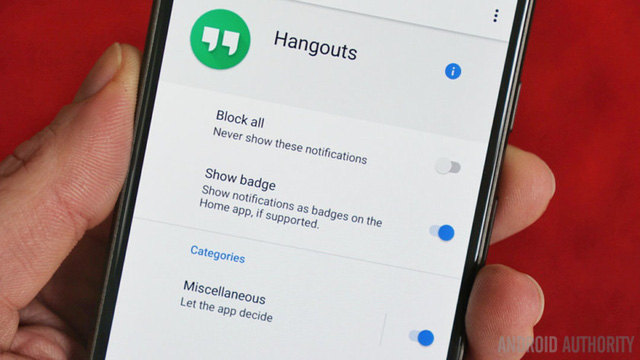 Hangouts
Block all
Never show these notifications
Show badge
Show notifications as badges on the
Home app, if supported.
Categories
Miscellaneous
Let the app decide
ANDROID AUTHORITY